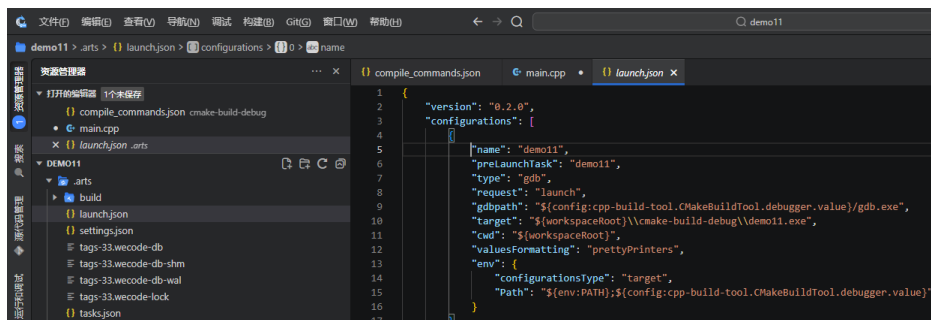 文件(F) 编辑(E) 查看(V) 导航(N) 调试 构建(B) Git(G) 窗口(W) 帮助(H) demo11
demo11 > .arts > {} launch.json > [] configurations > {} 0 > abc name
资源管理器
搜索
源代码管理
运行和调试
资源管理器
打开的编辑器 1个未保存
{} compile_commands.json cmake-build-debug
main.cpp
{} launch.json .arts
DEMO11
.arts
build
{} launch.json
{} settings.json
tags-33.wecode-db
tags-33.wecode-db-shm
tags-33.wecode-db-wal
tags-33.wecode-lock
{} tasks.json
{} compile_commands.json main.cpp {} launch.json
1 {
2 "version": "0.2.0",
3 "configurations": [
4 {
5 "name": "demo11",
6 "preLaunchTask": "demo11",
7 "type": "gdb",
8 "request": "launch",
9 "gdbpath": "${config:cpp-build-tool.CMakeBuildTool.debugger.value}/gdb.exe",
10 "target": "${workspaceRoot}\\cmake-build-debug\\demo11.exe",
11 "cwd": "${workspaceRoot}",
12 "valuesFormatting": "prettyPrinters",
13 "env": {
14 "configurationsType": "target",
15 "Path": "${env:PATH};${config:cpp-build-tool.CMakeBuildTool.debugger.value}"
16 }
17 }